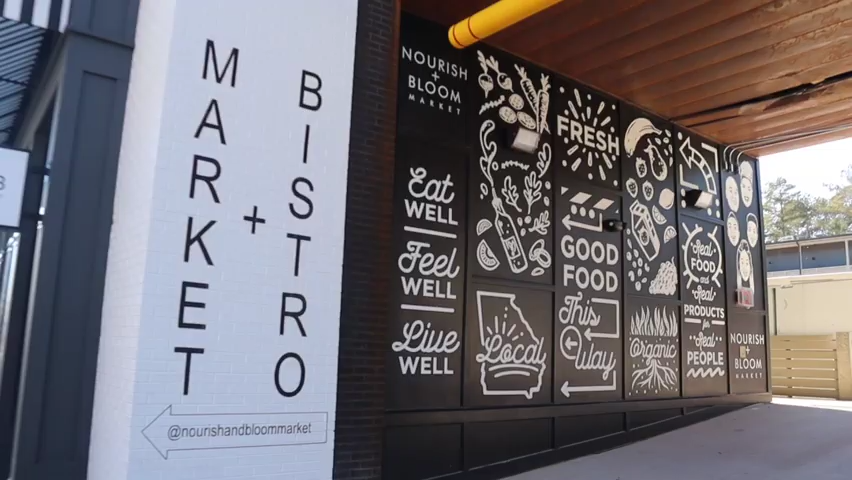 MARKET
+
BISTRO
@nourishandbloommarket
NOURISH
+
BLOOM
MARKET
Eat
WELL
Feel
WELL
Live
WELL
FRESH
GOOD
FOOD
This
Way
Local
Organic
Real
FOOD
and
Real
PRODUCTS
for
Real
PEOPLE
NOURISH
+
BLOOM
MARKET